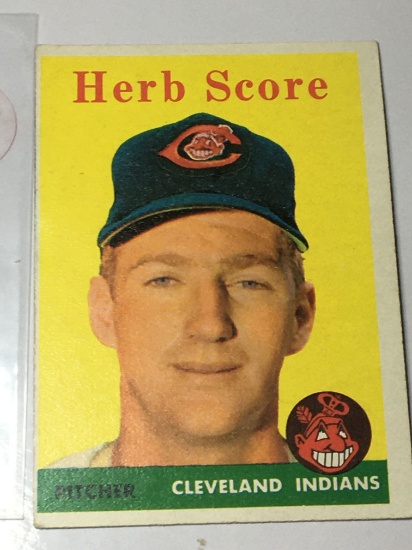 Herb Score
PITCHER
CLEVELAND INDIANS